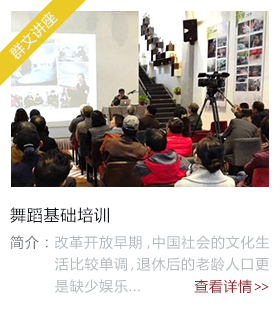 群文讲座
舞蹈基础培训
简介：改革开放早期，中国社会的文化生
活比较单调，退休后的老龄人口更
是缺少娱乐...
查看详情>>